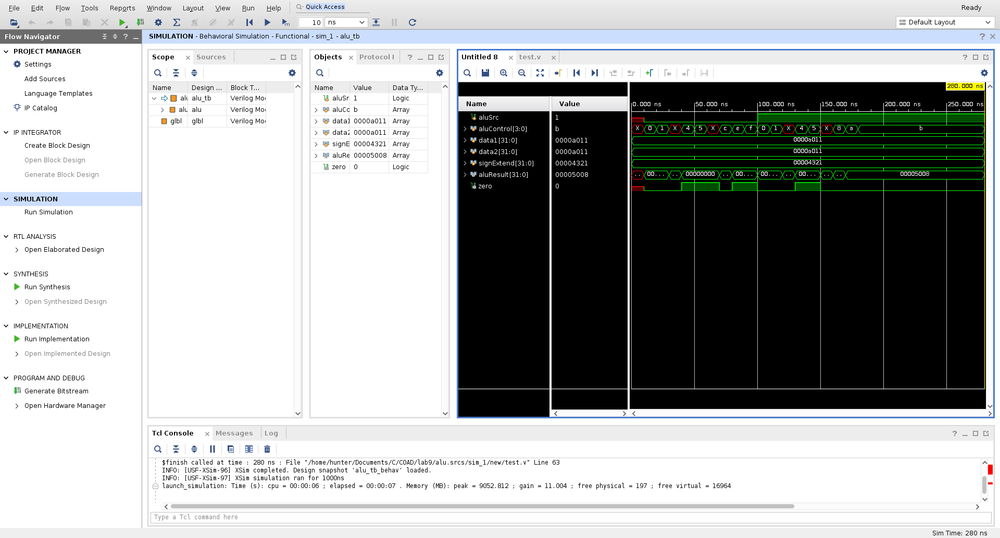 File Edit Flow Tools Reports Window Layout View Run Help Quick Access Ready
10 ns Default Layout
Flow Navigator
SIMULATION - Behavioral Simulation - Functional - sim_1 - alu_tb
PROJECT MANAGER
Settings
Add Sources
Language Templates
IP Catalog
IP INTEGRATOR
Create Block Design
Open Block Design
Generate Block Design
SIMULATION
Run Simulation
RTL ANALYSIS
Open Elaborated Design
SYNTHESIS
Run Synthesis
Open Synthesized Design
IMPLEMENTATION
Run Implementation
Open Implemented Design
PROGRAM AND DEBUG
Generate Bitstream
Open Hardware Manager
Scope Sources
Name Design ... Block T...
alu alu_tb Verilog Mo
alu alu Verilog Mo
glbl glbl Verilog Mo
Objects Protocol I
Name Value Data Ty...
aluSr 1 Logic
aluCo b Array
data1 0000a011 Array
data2 0000a011 Array
signE 00004321 Array
aluRe 00005008 Array
zero 0 Logic
Untitled 8 test.v
280.000 ns
Name Value
0.000 ns 50.000 ns 100.000 ns 150.000 ns 200.000 ns 250.000 ns
aluSrc 1
aluControl[3:0] b X 0 1 X 4 5 X c e f 0 1 X 4 5 X 8 a b
data1[31:0] 0000a011 0000a011
data2[31:0] 0000a011 0000a011
signExtend[31:0] 00004321 00004321
aluResult[31:0] 00005008 .. 00... .. 00000000 .. 00... 00... .. 00... .. .. 00005008
zero 0
Tcl Console Messages Log
$finish called at time : 280 ns : File "/home/hunter/Documents/C/COAD/lab9/alu.srcs/sim_1/new/test.v" Line 63
INFO: [USF-XSim-96] XSim completed. Design snapshot 'alu_tb_behav' loaded.
INFO: [USF-XSim-97] XSim simulation ran for 1000ns
launch_simulation: Time (s): cpu = 00:00:06 ; elapsed = 00:00:07 . Memory (MB): peak = 9052.812 ; gain = 11.004 ; free physical = 197 ; free virtual = 16964
Type a Tcl command here
Sim Time: 280 ns